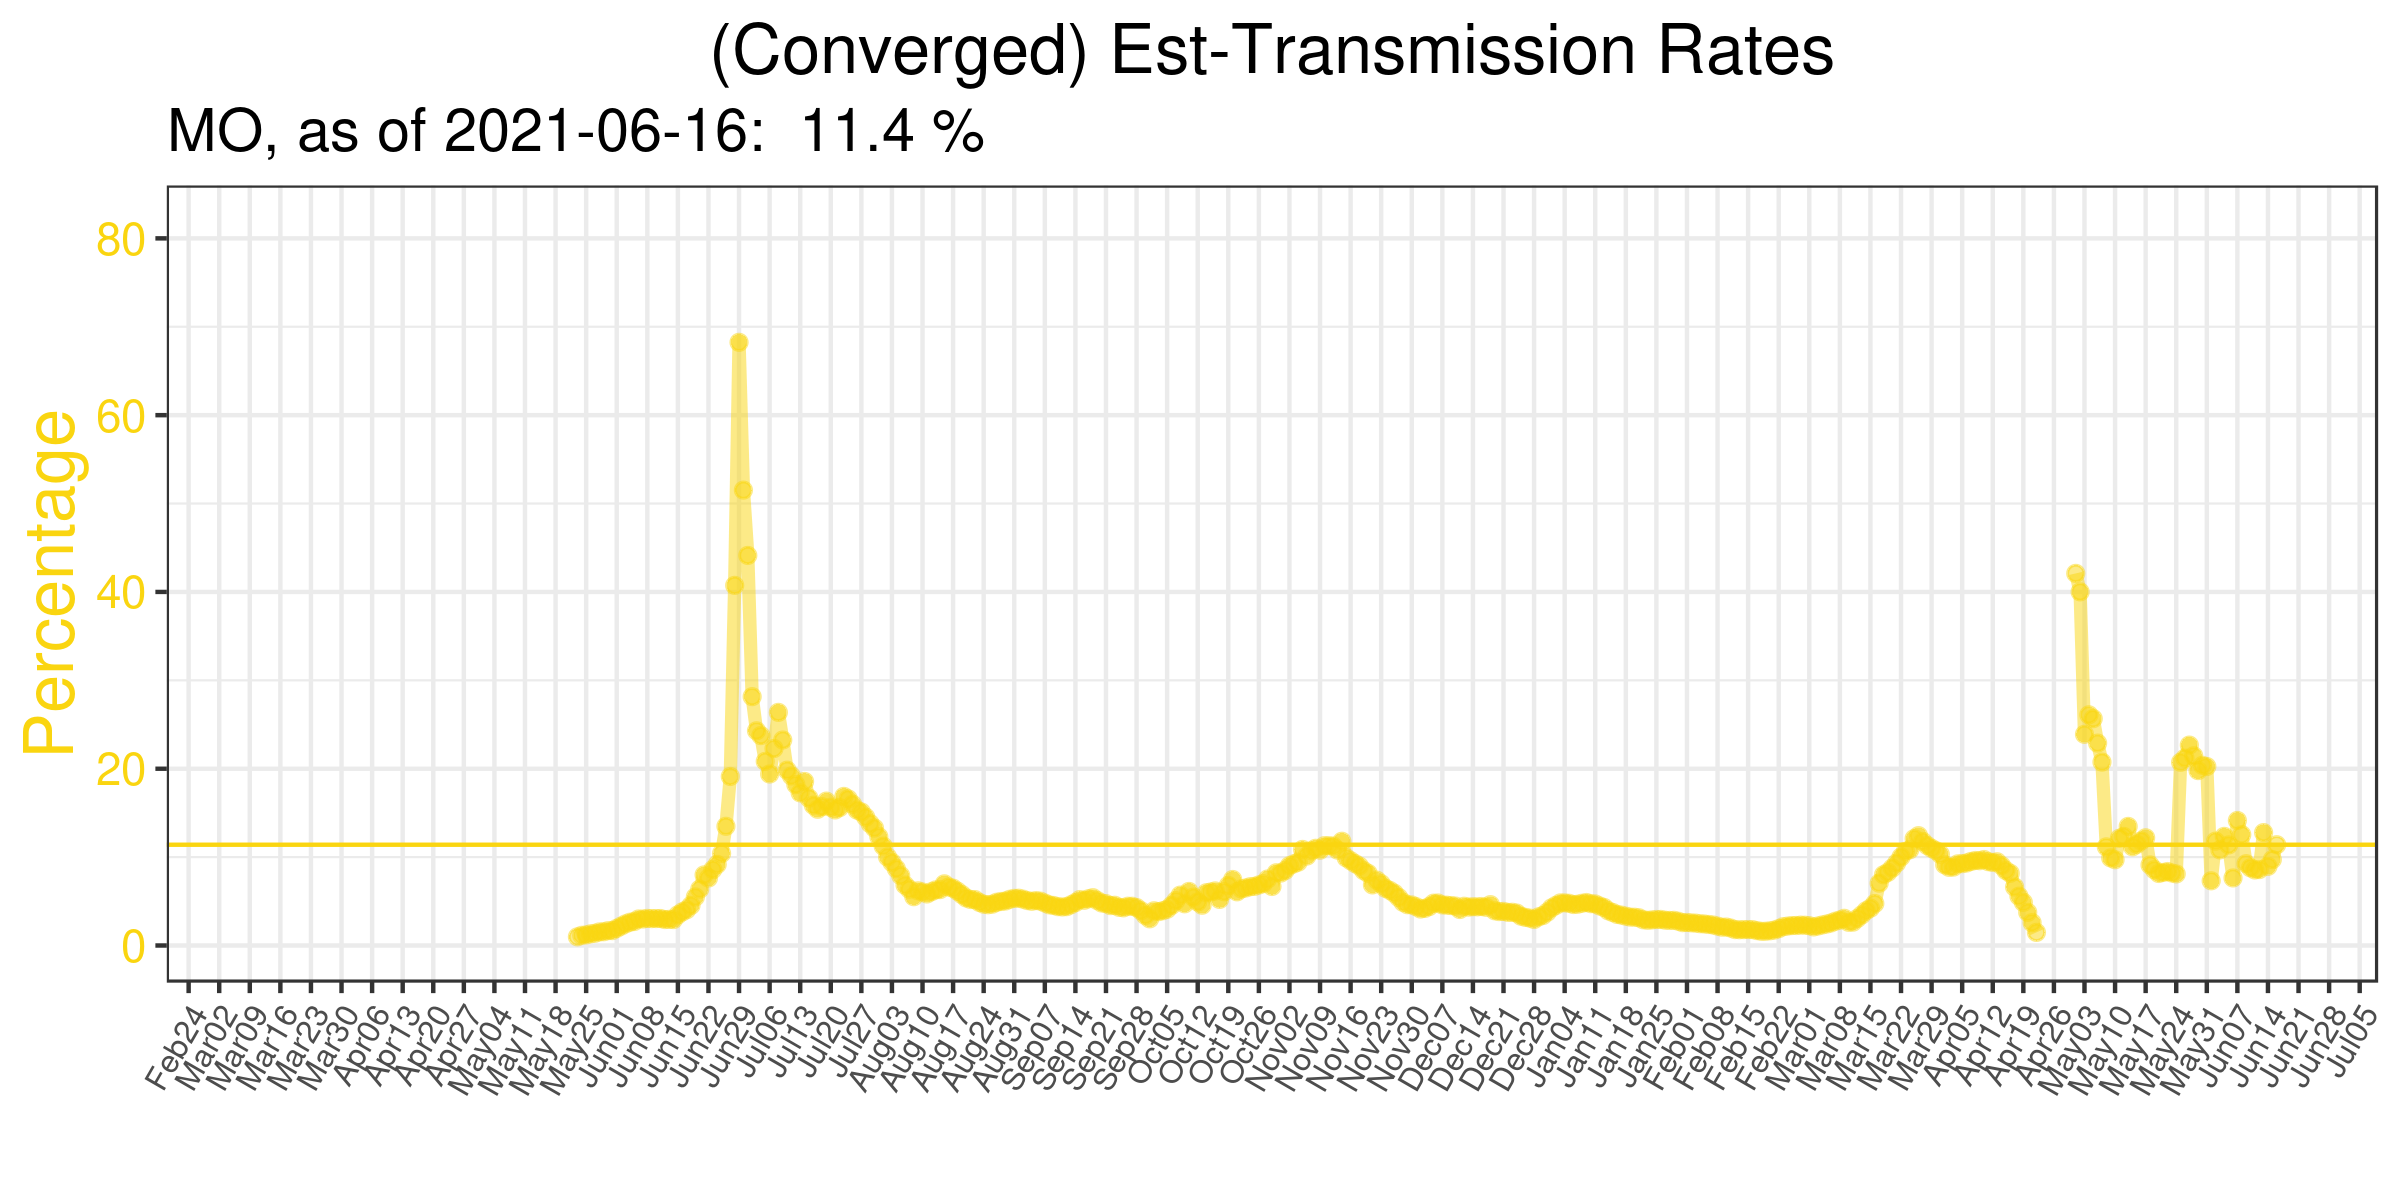 (Converged) Est-Transmission Rates
MO, as of 2021-06-16:  11.4 %
Percentage
80
60
40
20
0
Feb24
Mar02
Mar09
Mar16
Mar23
Mar30
Apr06
Apr13
Apr20
Apr27
May04
May11
May18
May25
Jun01
Jun08
Jun15
Jun22
Jun29
Jul06
Jul13
Jul20
Jul27
Aug03
Aug10
Aug17
Aug24
Aug31
Sep07
Sep14
Sep21
Sep28
Oct05
Oct12
Oct19
Oct26
Nov02
Nov09
Nov16
Nov23
Nov30
Dec07
Dec14
Dec21
Dec28
Jan04
Jan11
Jan18
Jan25
Feb01
Feb08
Feb15
Feb22
Mar01
Mar08
Mar15
Mar22
Mar29
Apr05
Apr12
Apr19
Apr26
May03
May10
May17
May24
May31
Jun07
Jun14
Jun21
Jun28
Jul05